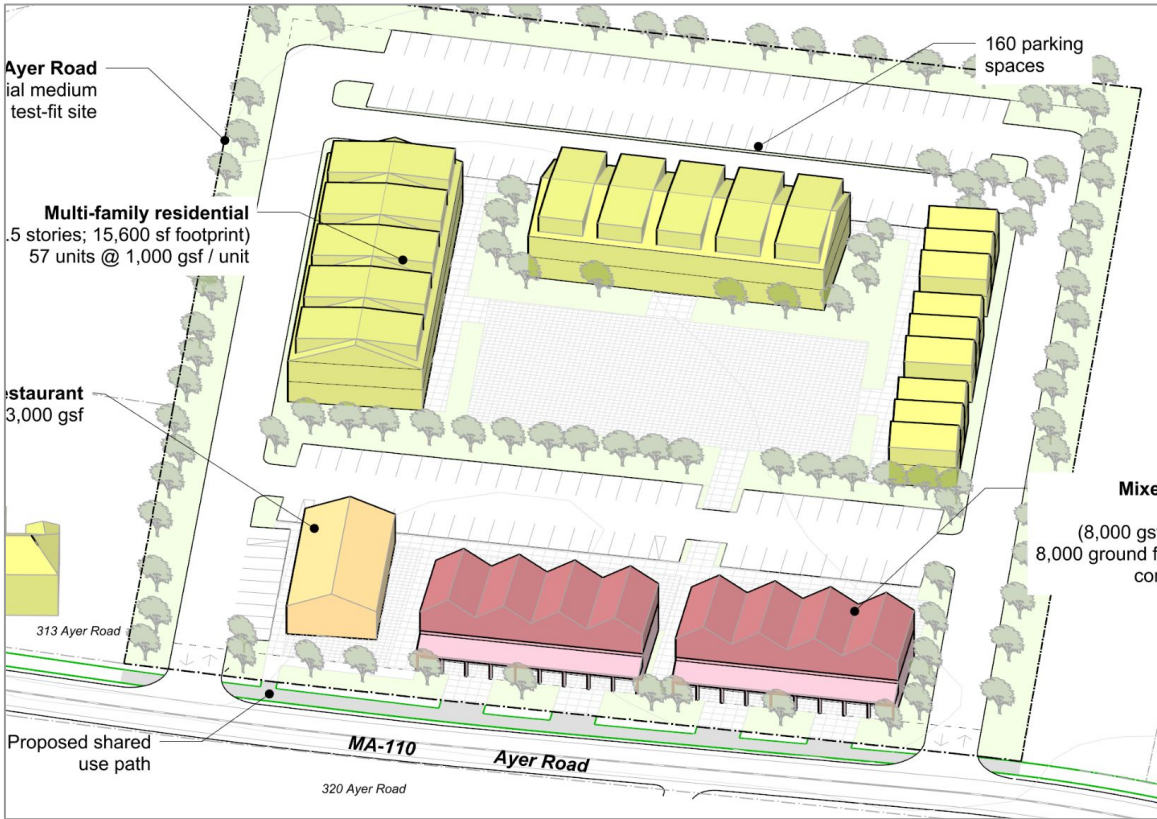 Ayer Road
ial medium
test-fit site
160 parking
spaces
Multi-family residential
.5 stories; 15,600 sf footprint)
57 units @ 1,000 gsf / unit
estaurant
3,000 gsf
Mixe
(8,000 gsf
8,000 ground f
cor
313 Ayer Road
Proposed shared
use path
MA-110 Ayer Road
320 Ayer Road